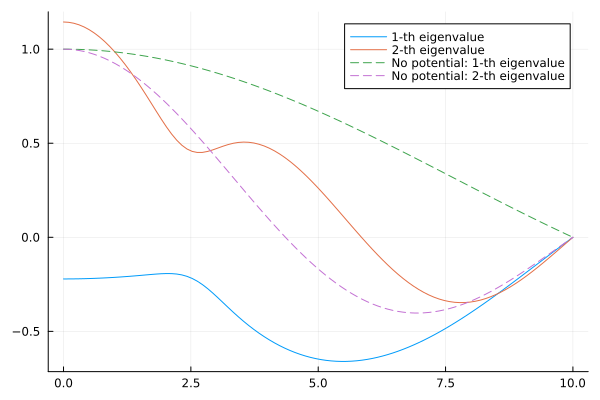 1-th eigenvalue
2-th eigenvalue
No potential: 1-th eigenvalue
No potential: 2-th eigenvalue
1.0
0.5
0.0
−0.5
0.0 2.5 5.0 7.5 10.0